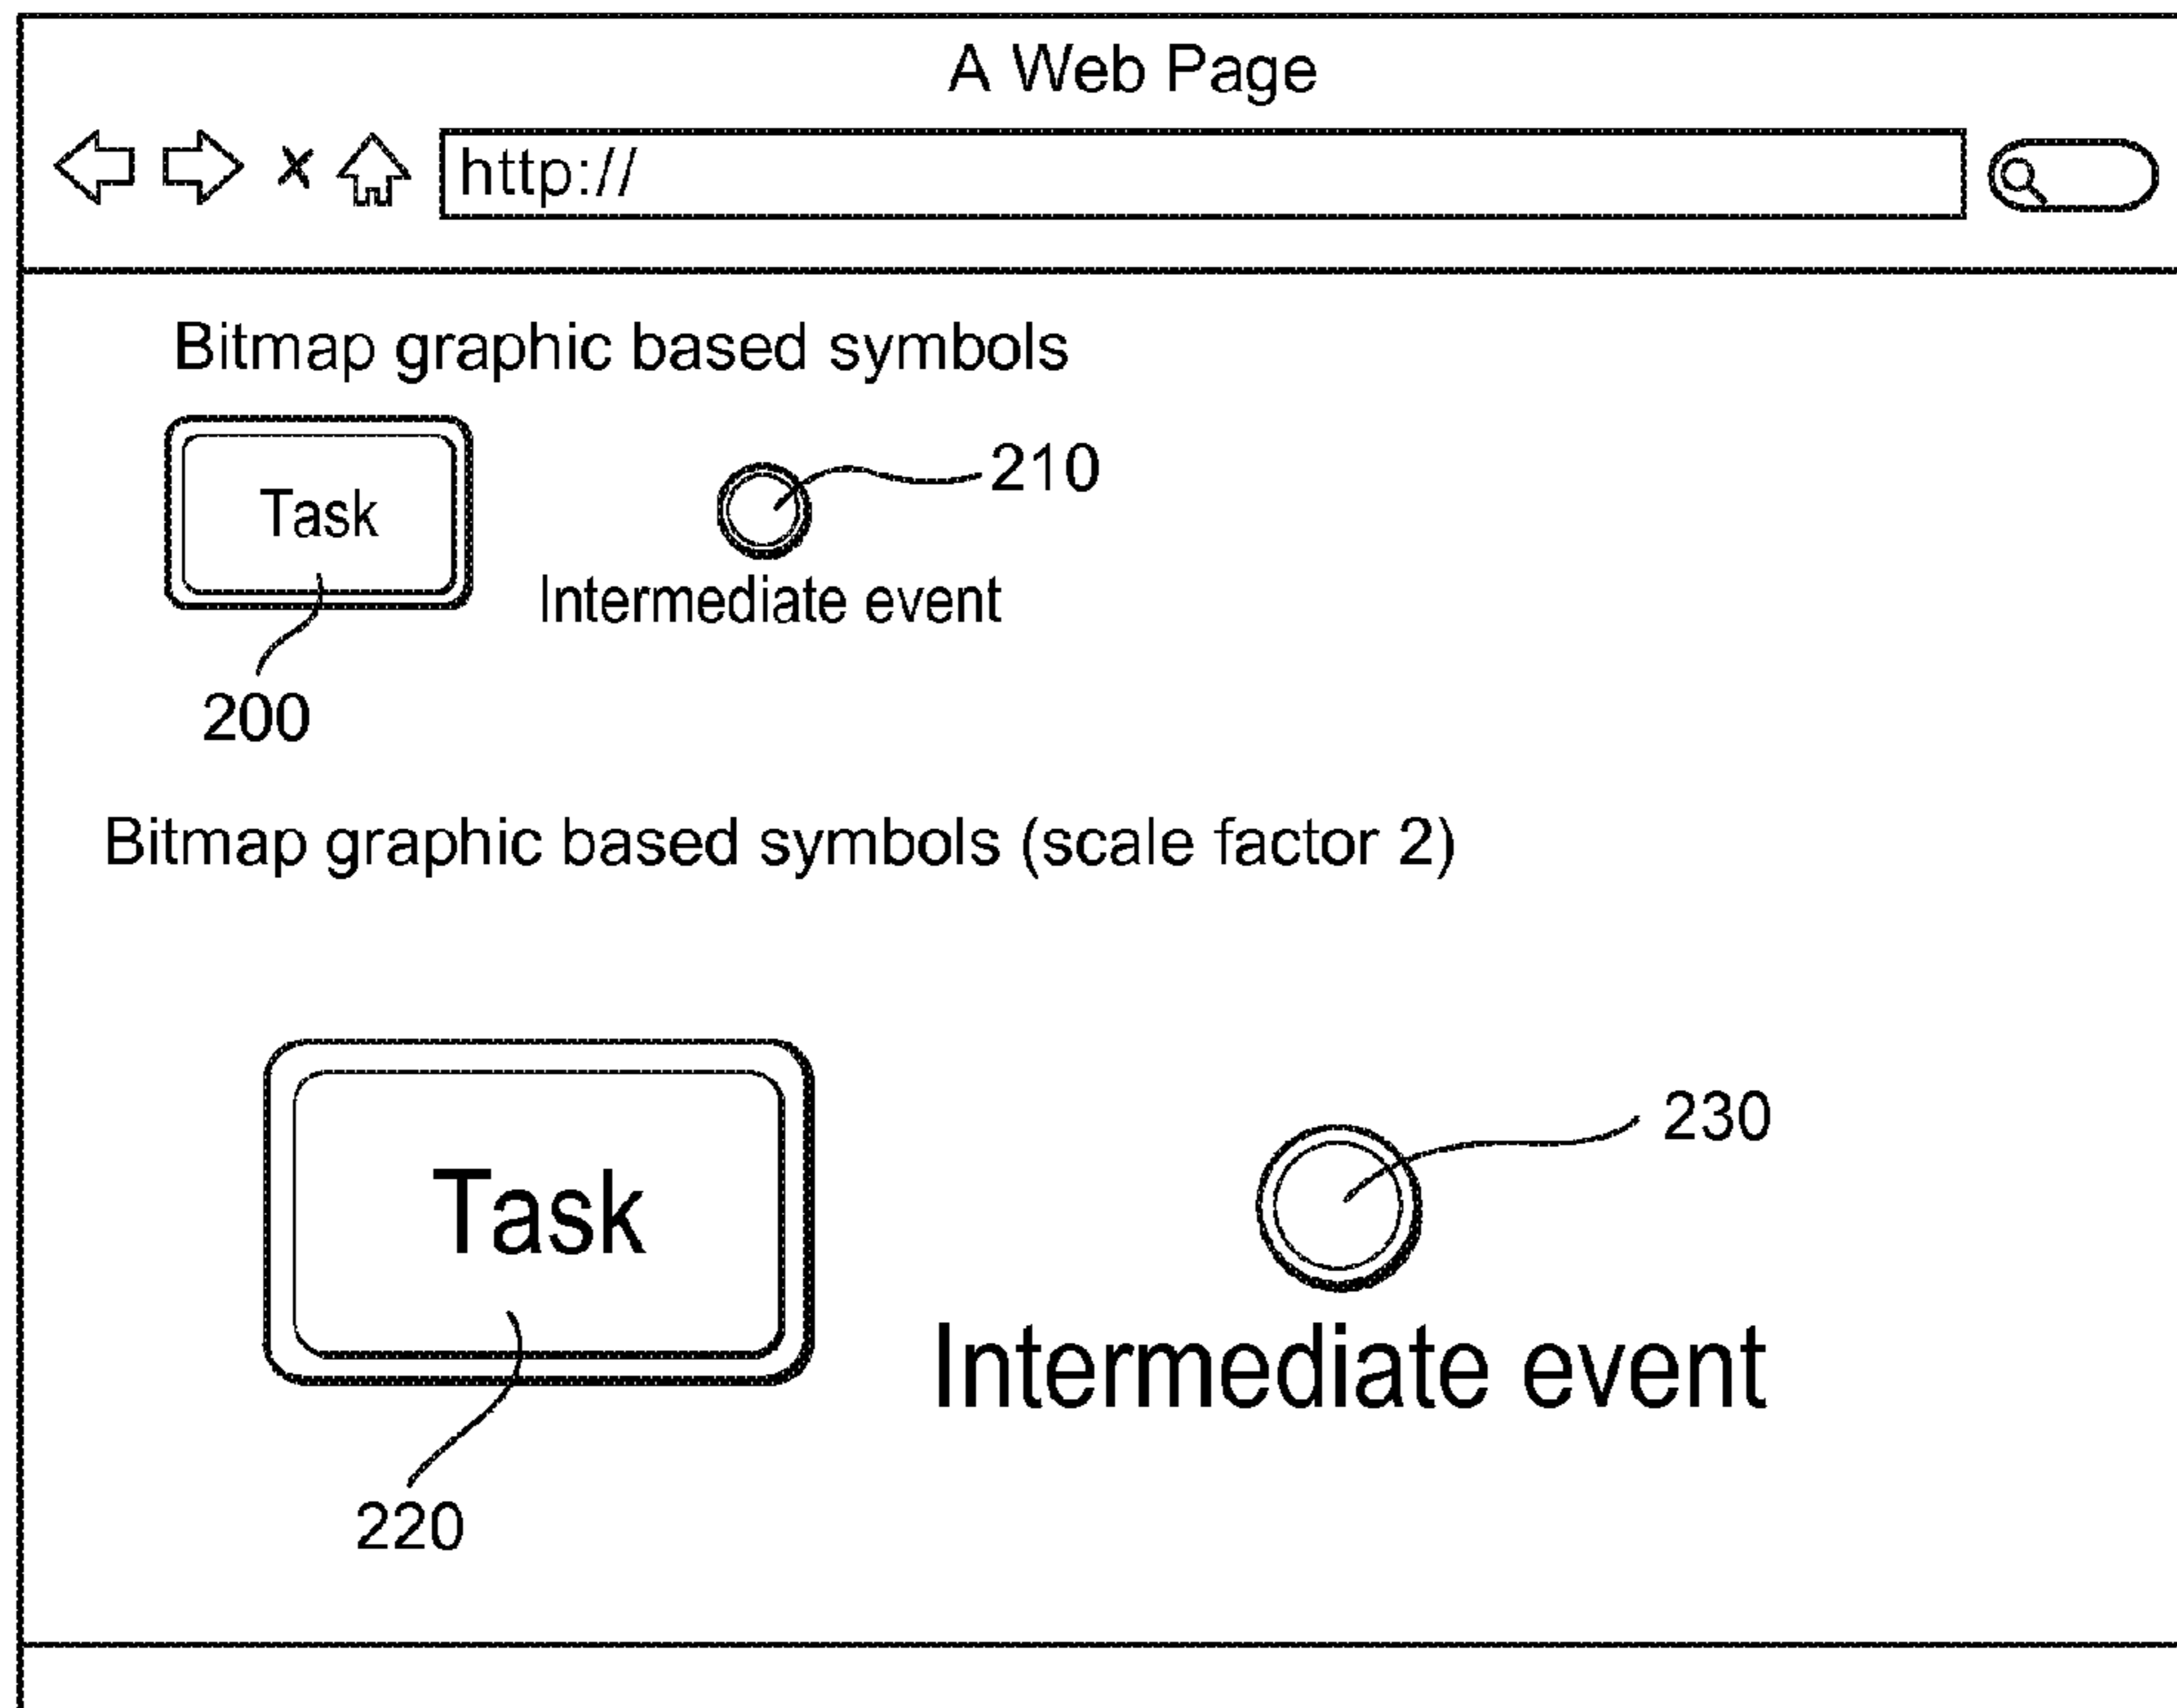 A Web Page
http://
Bitmap graphic based symbols
Task
210
Intermediate event
200
Bitmap graphic based symbols (scale factor 2)
230
Task
Intermediate event
220